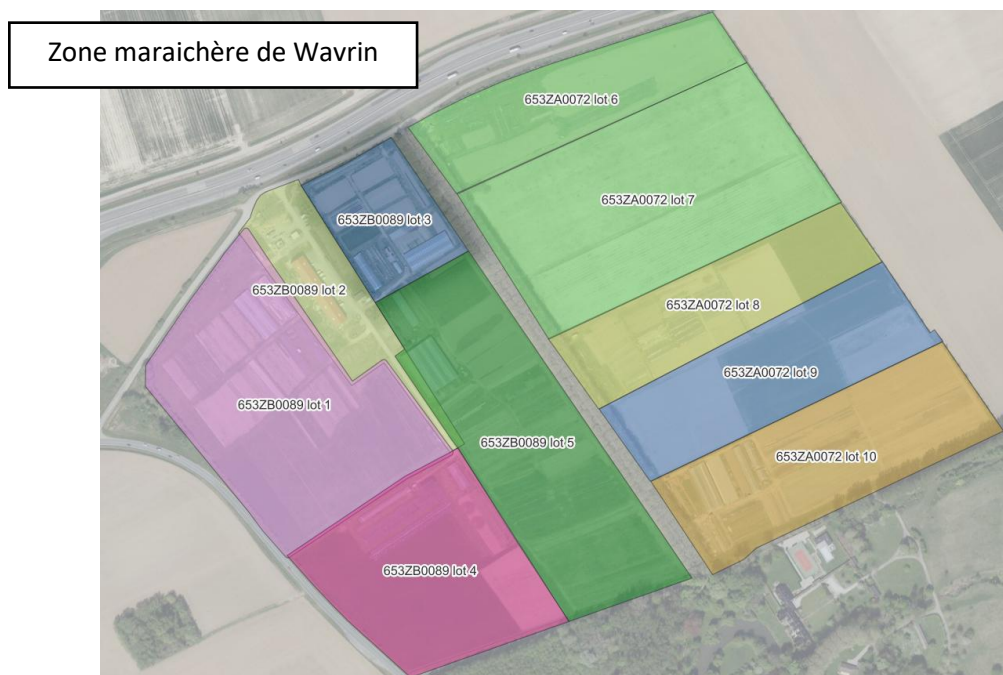 Zone maraichère de Wavrin
653ZA0072 lot 6
653ZA0072 lot 7
653ZB0089 lot 3
653ZB0089 lot 2
653ZA0072 lot 8
653ZA0072 lot 9
653ZB0089 lot 1
653ZB0089 lot 5
653ZA0072 lot 10
653ZB0089 lot 4